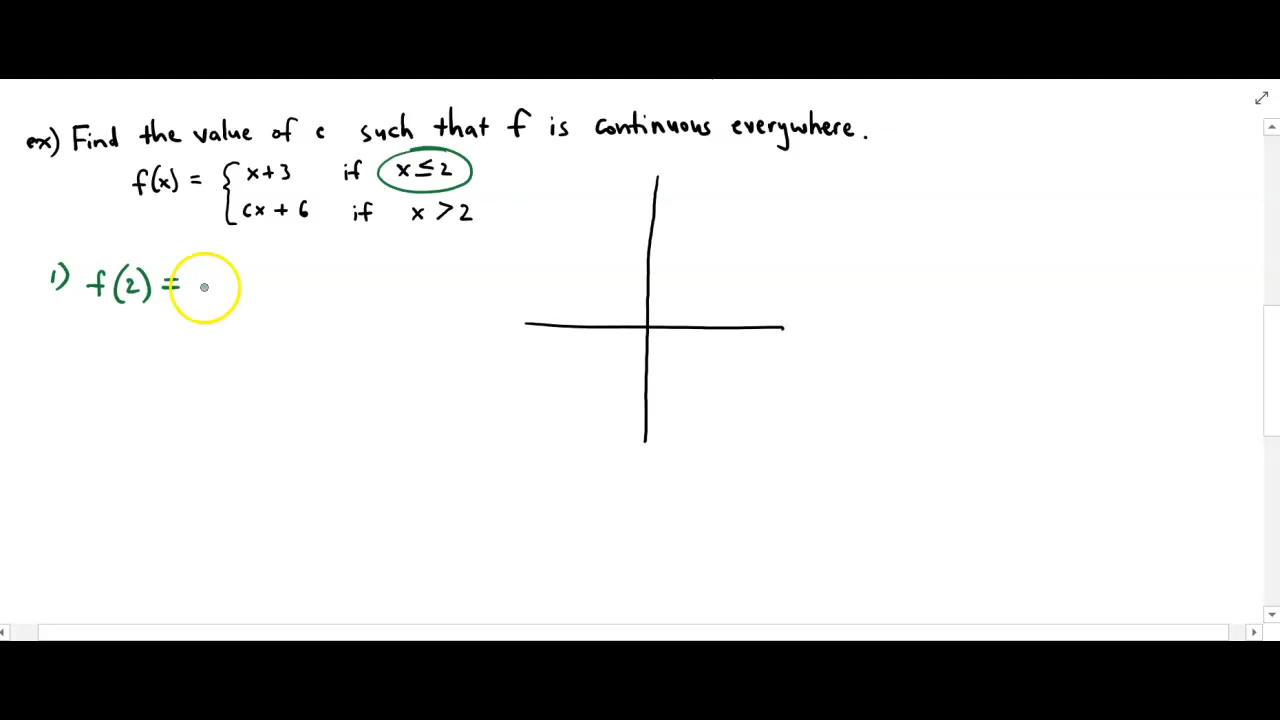 ex) Find the value of c such that f is continuous everywhere.
f(x) = { x+3 if x ≤ 2
cx + 6 if x > 2
1) f(2) =